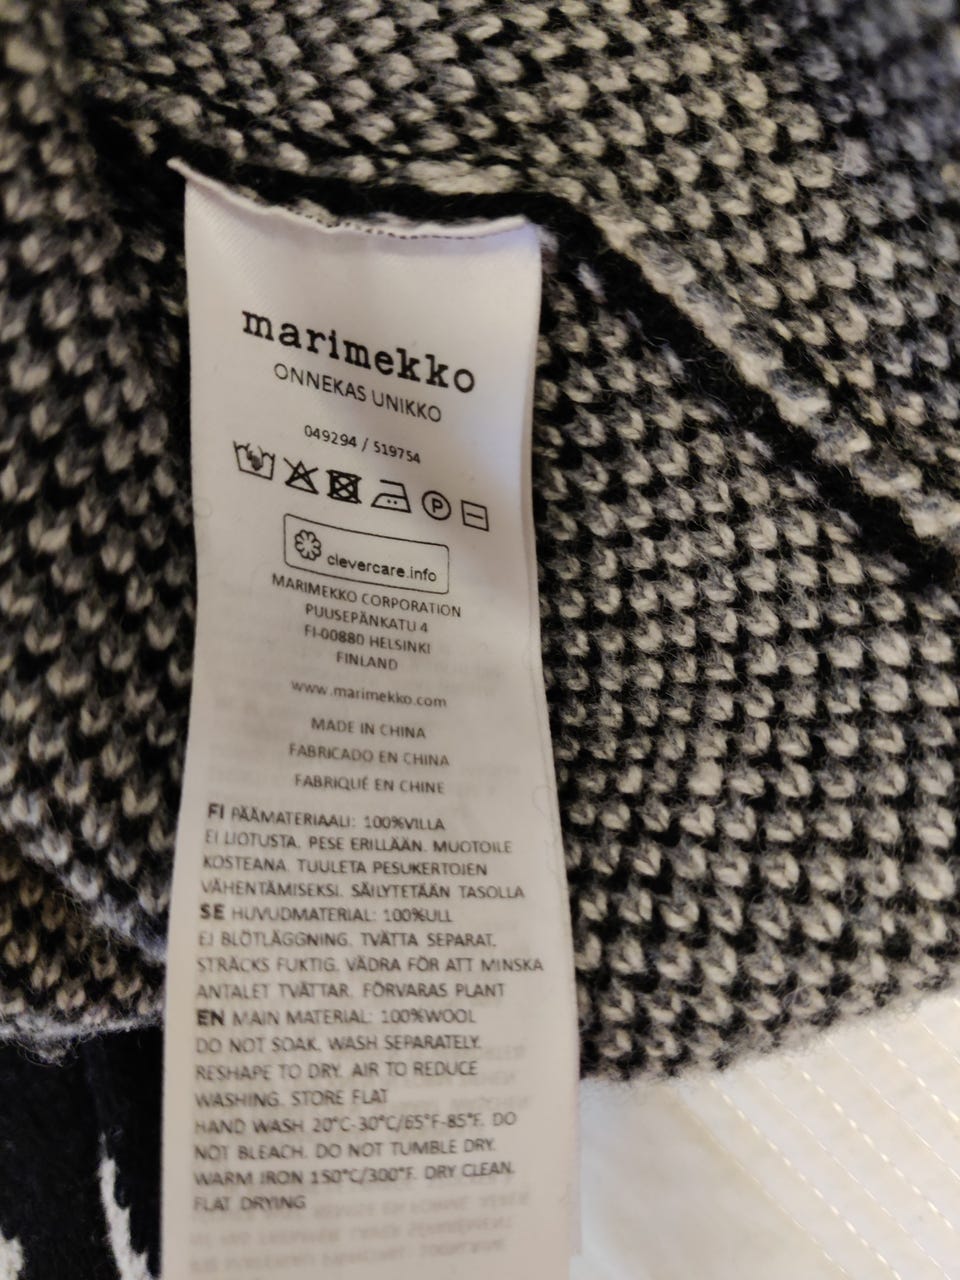 marimekko
ONNEKAS UNIKKO
049294 / 519754
P
clevercare.info
MARIMEKKO CORPORATION
PUUSEPÄNKATU 4
FI-00880 HELSINKI
FINLAND
www.marimekko.com
MADE IN CHINA
FABRICADO EN CHINA
FABRIQUÉ EN CHINE
FI PÄÄMATERIAALI: 100%VILLA
EI LIOTUSTA. PESE ERILLÄÄN. MUOTOILE
KOSTEANA. TUULETA PESUKERTOJEN
VÄHENTÄMISEKSI. SÄILYTETÄÄN TASOLLA
SE HUVUDMATERIAL: 100%ULL
EJ BLÖTLÄGGNING. TVÄTTA SEPARAT.
STRÄCKS FUKTIG. VÄDRA FÖR ATT MINSKA
ANTALET TVÄTTAR. FÖRVARAS PLANT
EN MAIN MATERIAL: 100%WOOL
DO NOT SOAK. WASH SEPARATELY.
RESHAPE TO DRY. AIR TO REDUCE
WASHING. STORE FLAT
HAND WASH 20°C-30°C/65°F-85°F. DO
NOT BLEACH. DO NOT TUMBLE DRY.
WARM IRON 150°C/300°F. DRY CLEAN.
FLAT DRYING